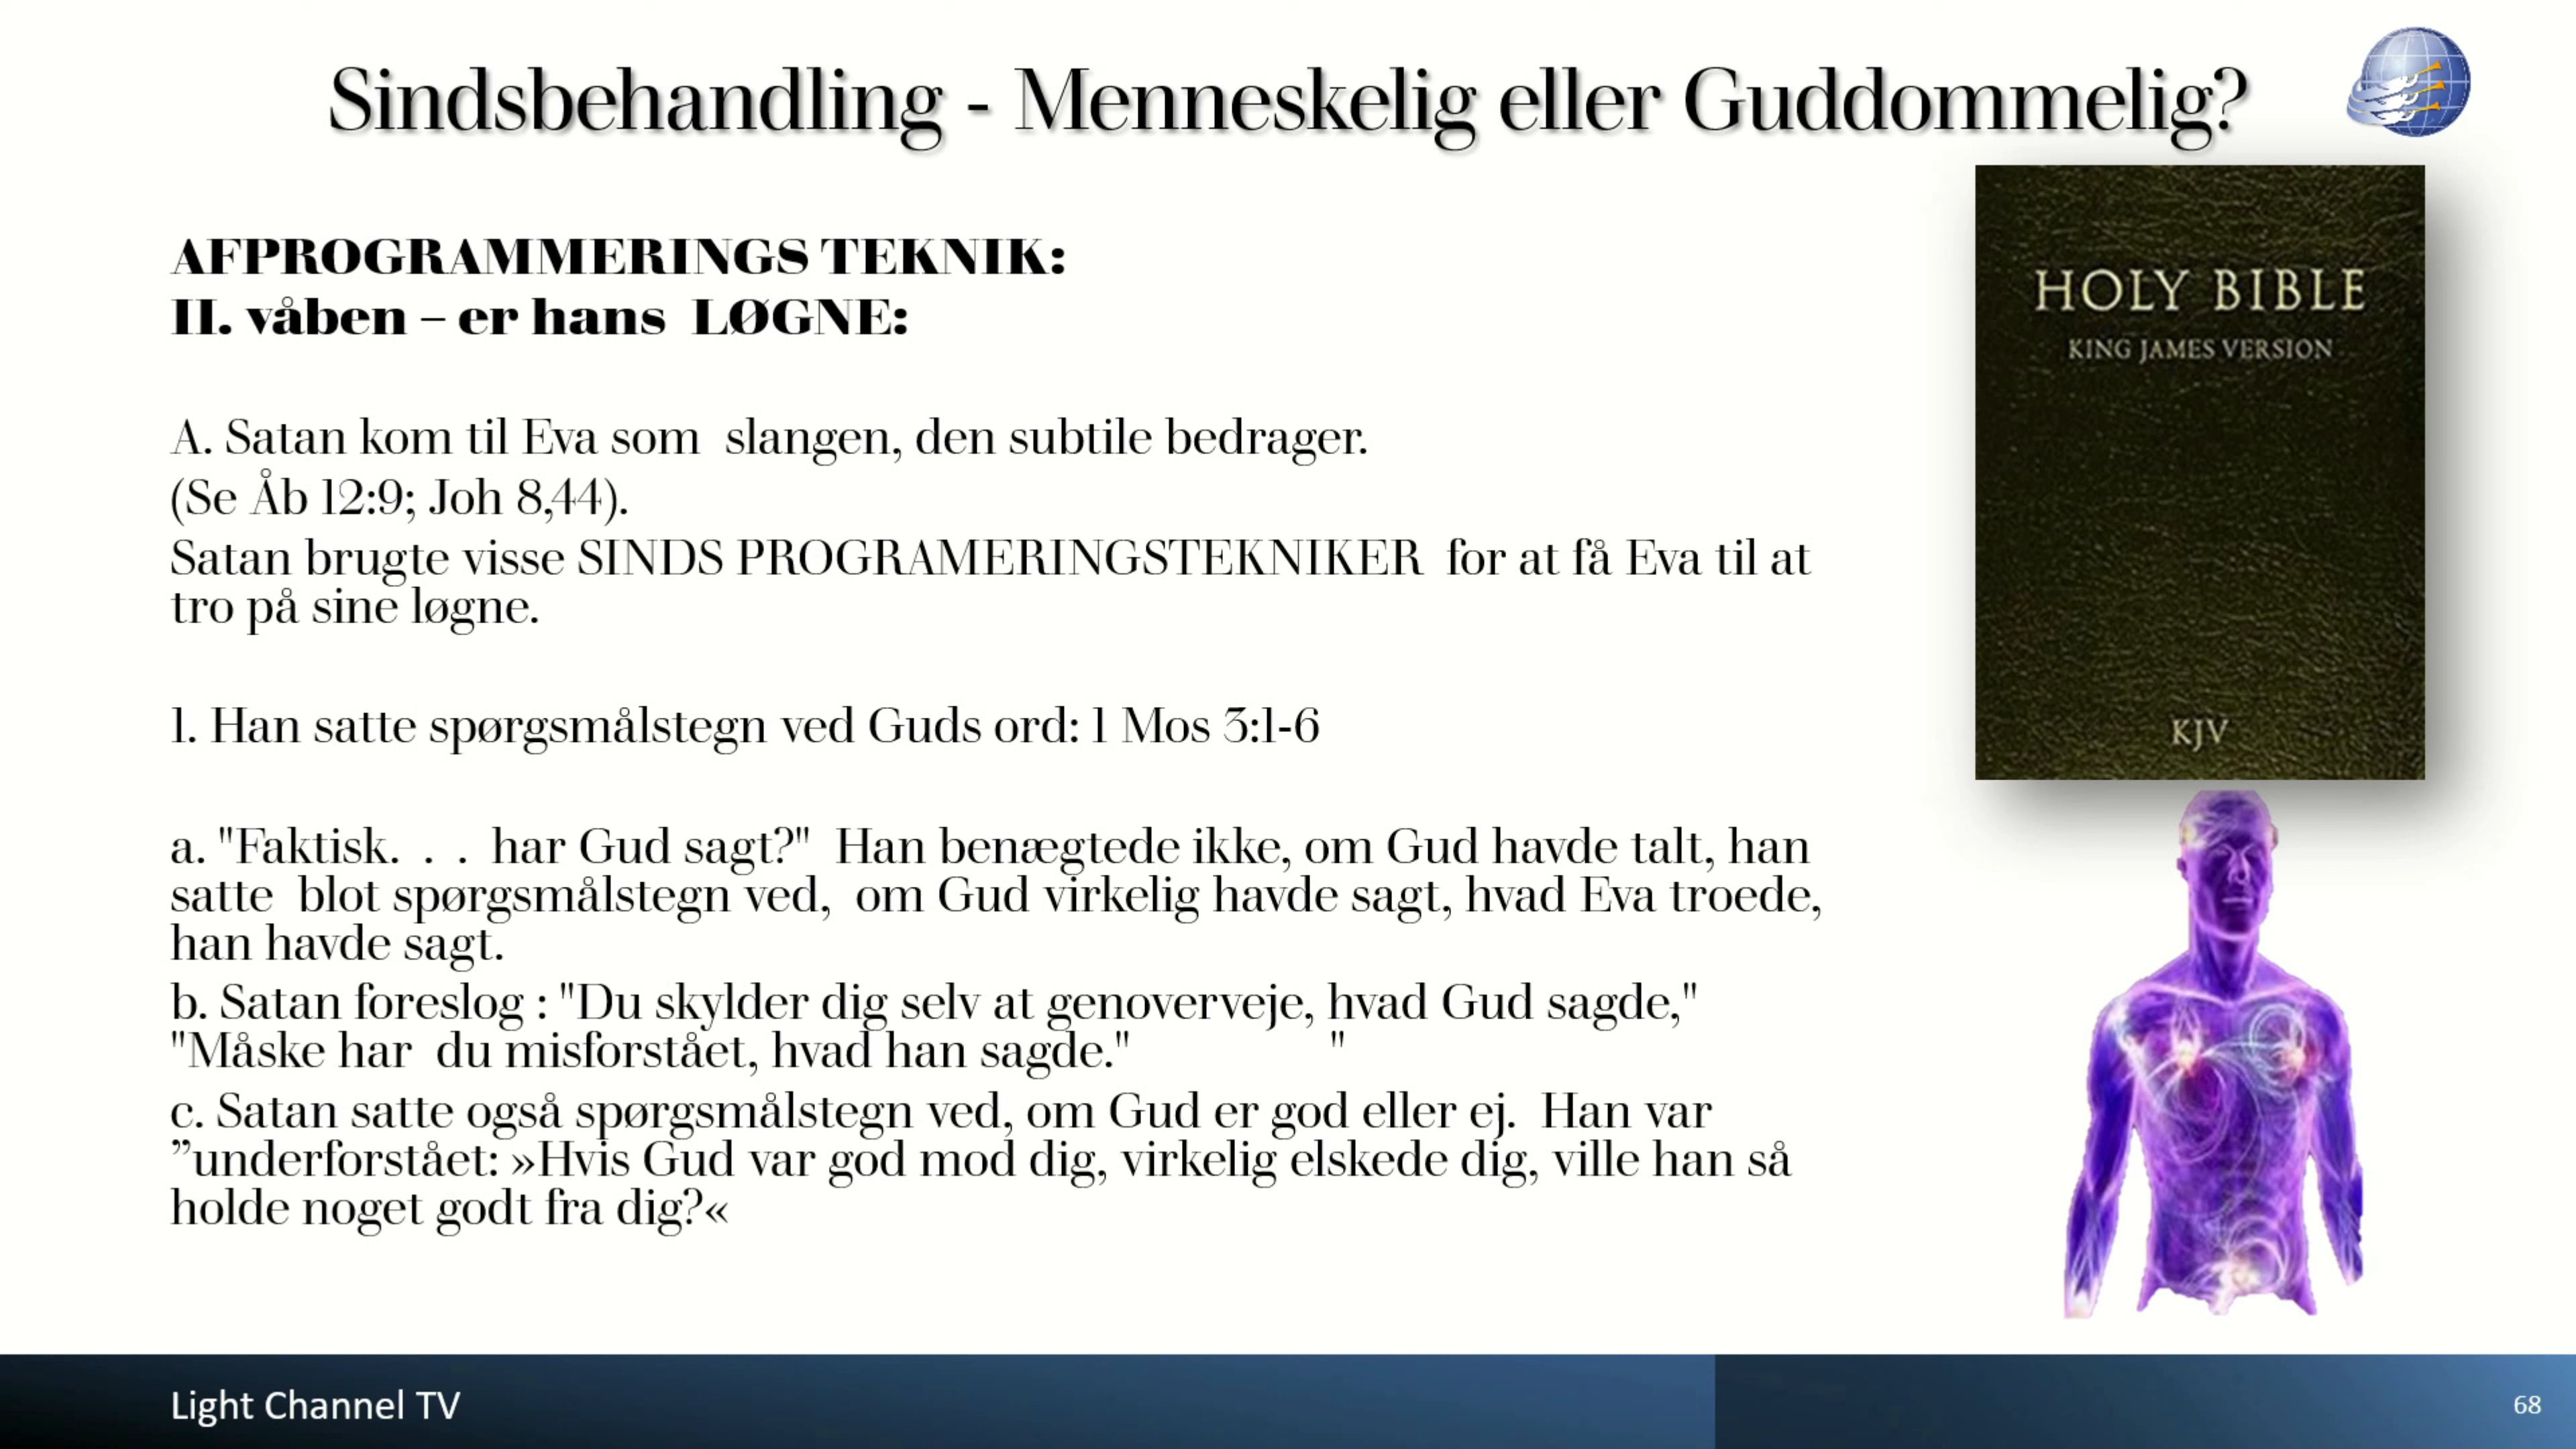 Sindsbehandling - Menneskelig eller Guddommelig?
AFPROGRAMMERINGS TEKNIK:
II. våben – er hans LØGNE:
A. Satan kom til Eva som slangen, den subtile bedrager.
(Se Åb 12:9; Joh 8,44).
Satan brugte visse SINDS PROGRAMERINGSTEKNIKER for at få Eva til at
tro på sine løgne.
1. Han satte spørgsmålstegn ved Guds ord: 1 Mos 3:1-6
a. "Faktisk. . . har Gud sagt?" Han benægtede ikke, om Gud havde talt, han
satte blot spørgsmålstegn ved, om Gud virkelig havde sagt, hvad Eva troede,
han havde sagt.
b. Satan foreslog : "Du skylder dig selv at genoverveje, hvad Gud sagde,"
"Måske har du misforstået, hvad han sagde." "
c. Satan satte også spørgsmålstegn ved, om Gud er god eller ej. Han var
”underforstået: »Hvis Gud var god mod dig, virkelig elskede dig, ville han så
holde noget godt fra dig?«
HOLY BIBLE
KING JAMES VERSION
KJV
Light Channel TV
68